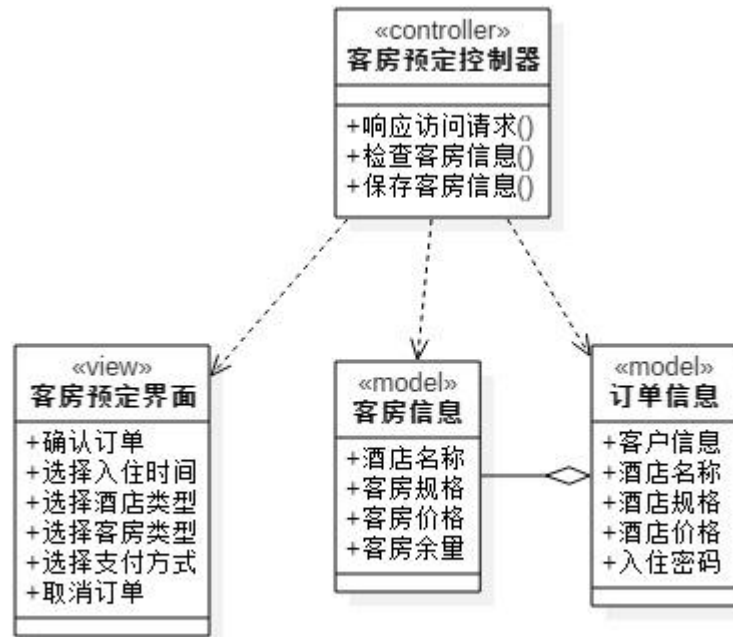 «controller»
客房预定控制器
+响应访问请求()
+检查客房信息()
+保存客房信息()
«view»
客房预定界面
+确认订单
+选择入住时间
+选择酒店类型
+选择客房类型
+选择支付方式
+取消订单
«model»
客房信息
+酒店名称
+客房规格
+客房价格
+客房余量
«model»
订单信息
+客户信息
+酒店名称
+酒店规格
+酒店价格
+入住密码